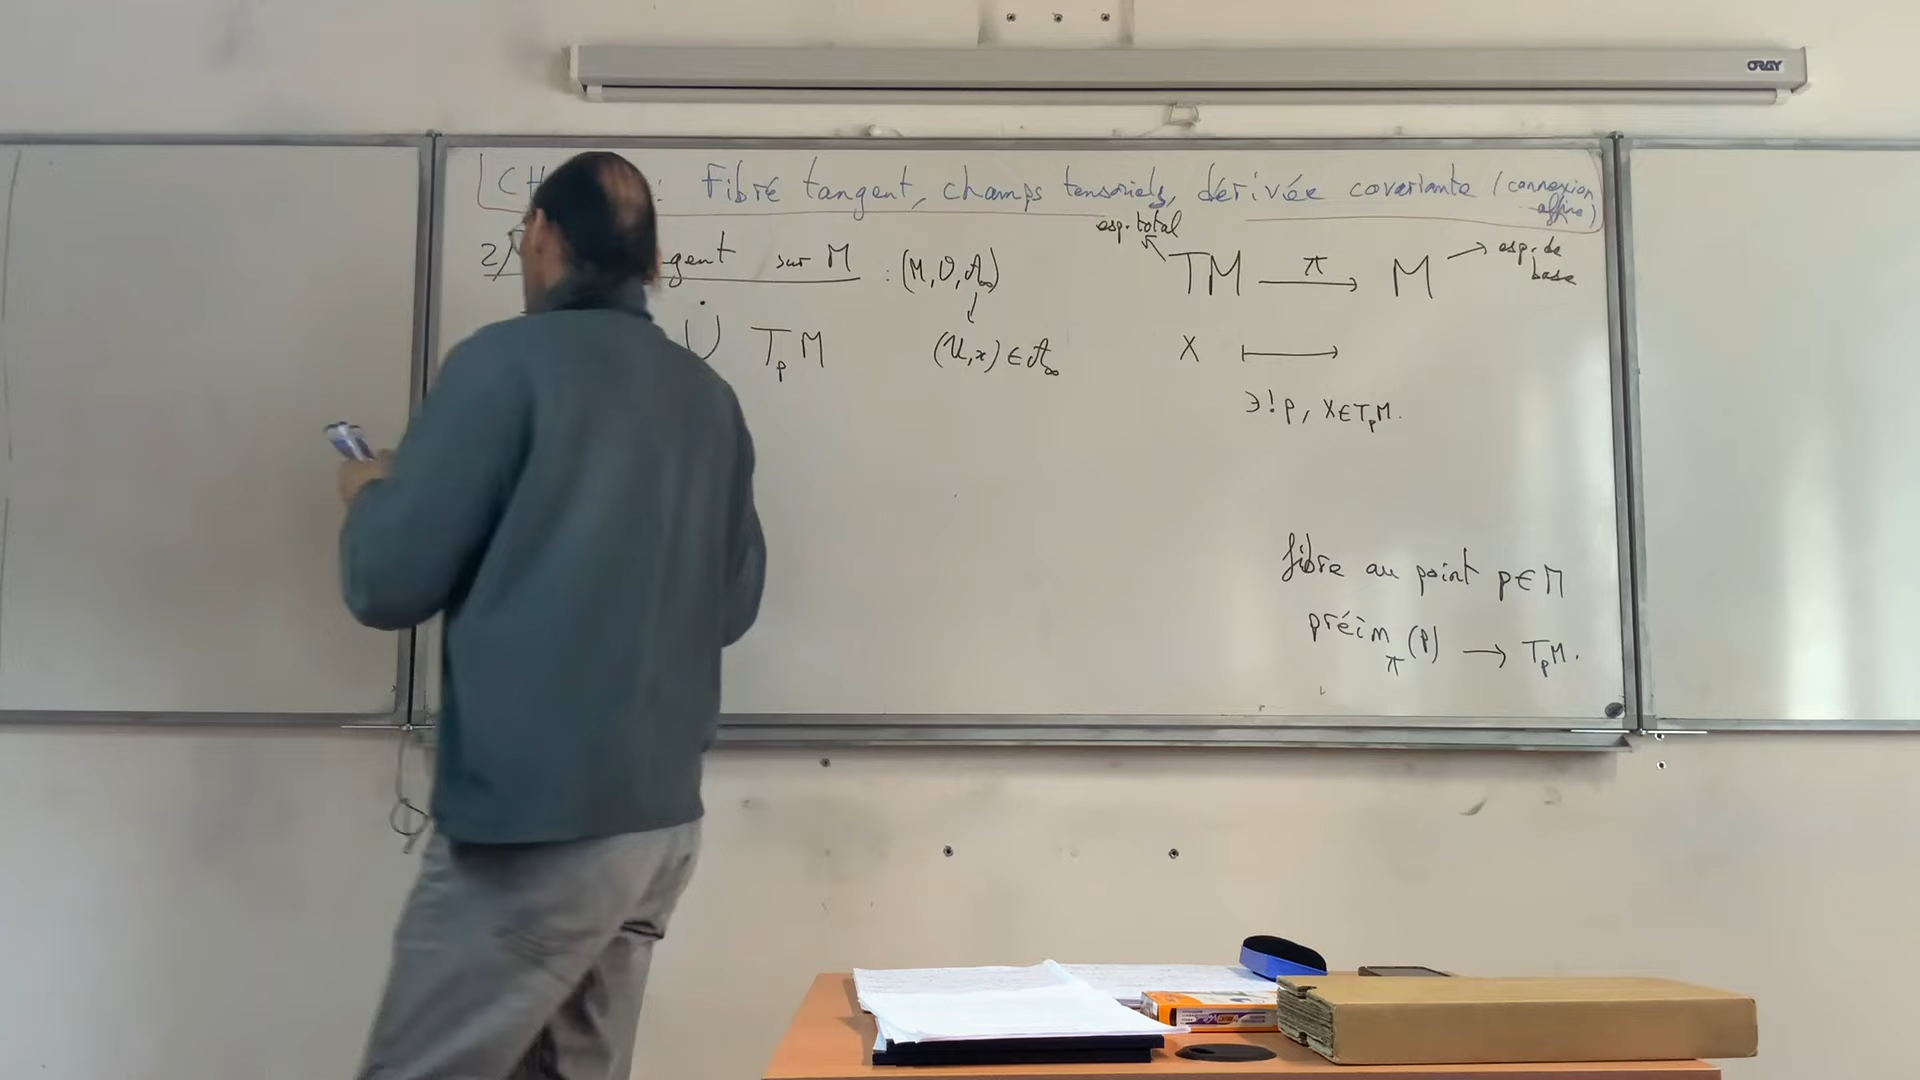 ORAY
CH : Fibré tangent, champs tensoriels, dérivée covariante (connexion
affine)
2) gent sur M : (M, O, A∞)
esp. total
TM → π M → esp. de
base
∪̇ TₚM
(U, x) ∈ A∞
X ⟼
∃! p, X ∈ TₚM.
fibre au point p ∈ M
préim_π (p) → TₚM.